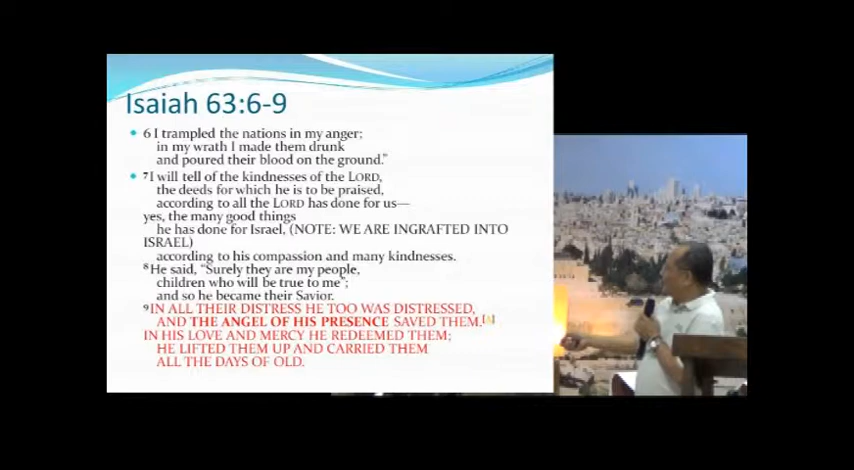 Isaiah 63:6-9
6 I trampled the nations in my anger;
in my wrath I made them drunk
and poured their blood on the ground."
7 I will tell of the kindnesses of the LORD,
the deeds for which he is to be praised,
according to all the LORD has done for us—
yes, the many good things
he has done for Israel, (NOTE: WE ARE INGRAFTED INTO
ISRAEL)
according to his compassion and many kindnesses.
8 He said, "Surely they are my people,
children who will be true to me";
and so he became their Savior.
9 IN ALL THEIR DISTRESS HE TOO WAS DISTRESSED,
AND THE ANGEL OF HIS PRESENCE SAVED THEM.[a]
IN HIS LOVE AND MERCY HE REDEEMED THEM;
HE LIFTED THEM UP AND CARRIED THEM
ALL THE DAYS OF OLD.